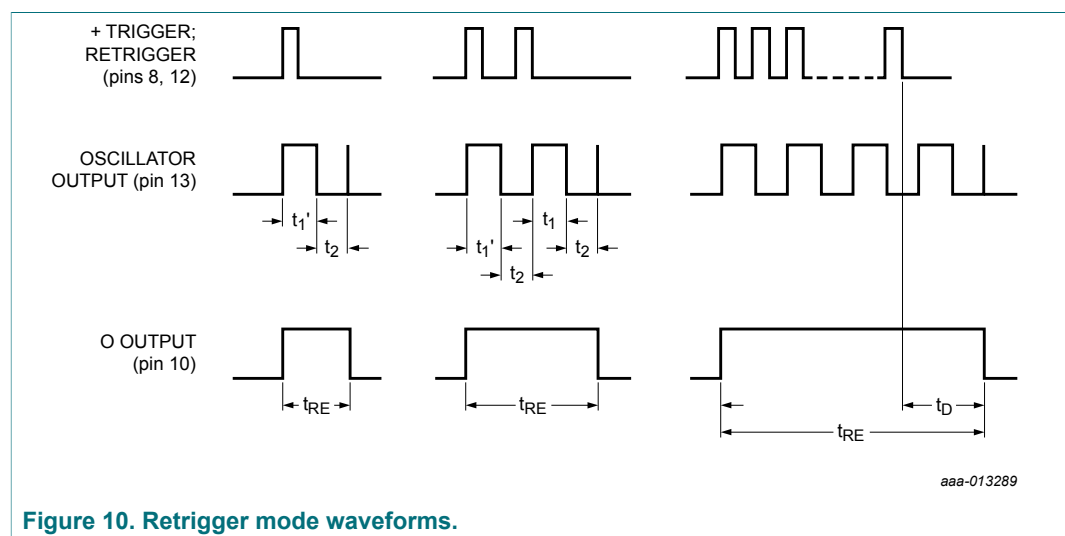 + TRIGGER;
RETRIGGER
(pins 8, 12)
OSCILLATOR
OUTPUT (pin 13)
t1'
t2
t1'
t1
t2
t2
O OUTPUT
(pin 10)
tRE
tRE
tD
tRE
aaa-013289
Figure 10. Retrigger mode waveforms.